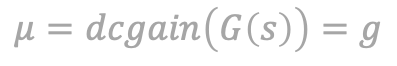 μ = dcgain(G(s)) = g